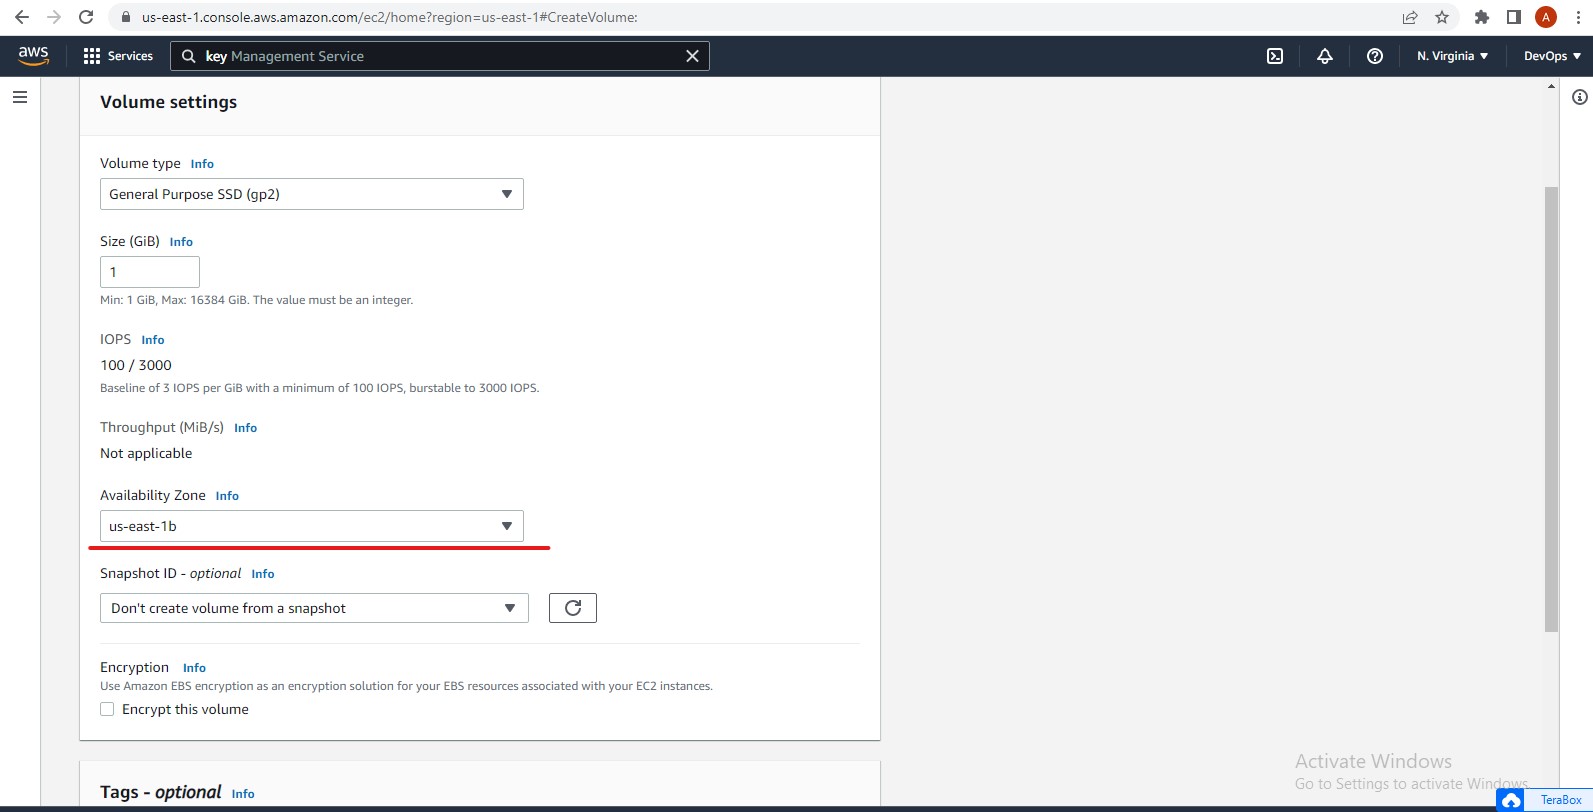 us-east-1.console.aws.amazon.com/ec2/home?region=us-east-1#CreateVolume:
A
aws
Services
key Management Service
N. Virginia
DevOps
Volume settings
Volume type Info
General Purpose SSD (gp2)
Size (GiB) Info
1
Min: 1 GiB, Max: 16384 GiB. The value must be an integer.
IOPS Info
100 / 3000
Baseline of 3 IOPS per GiB with a minimum of 100 IOPS, burstable to 3000 IOPS.
Throughput (MiB/s) Info
Not applicable
Availability Zone Info
us-east-1b
Snapshot ID - optional Info
Don't create volume from a snapshot
Encryption Info
Use Amazon EBS encryption as an encryption solution for your EBS resources associated with your EC2 instances.
Encrypt this volume
Tags - optional Info
Activate Windows
Go to Settings to activate Windows.
TeraBox